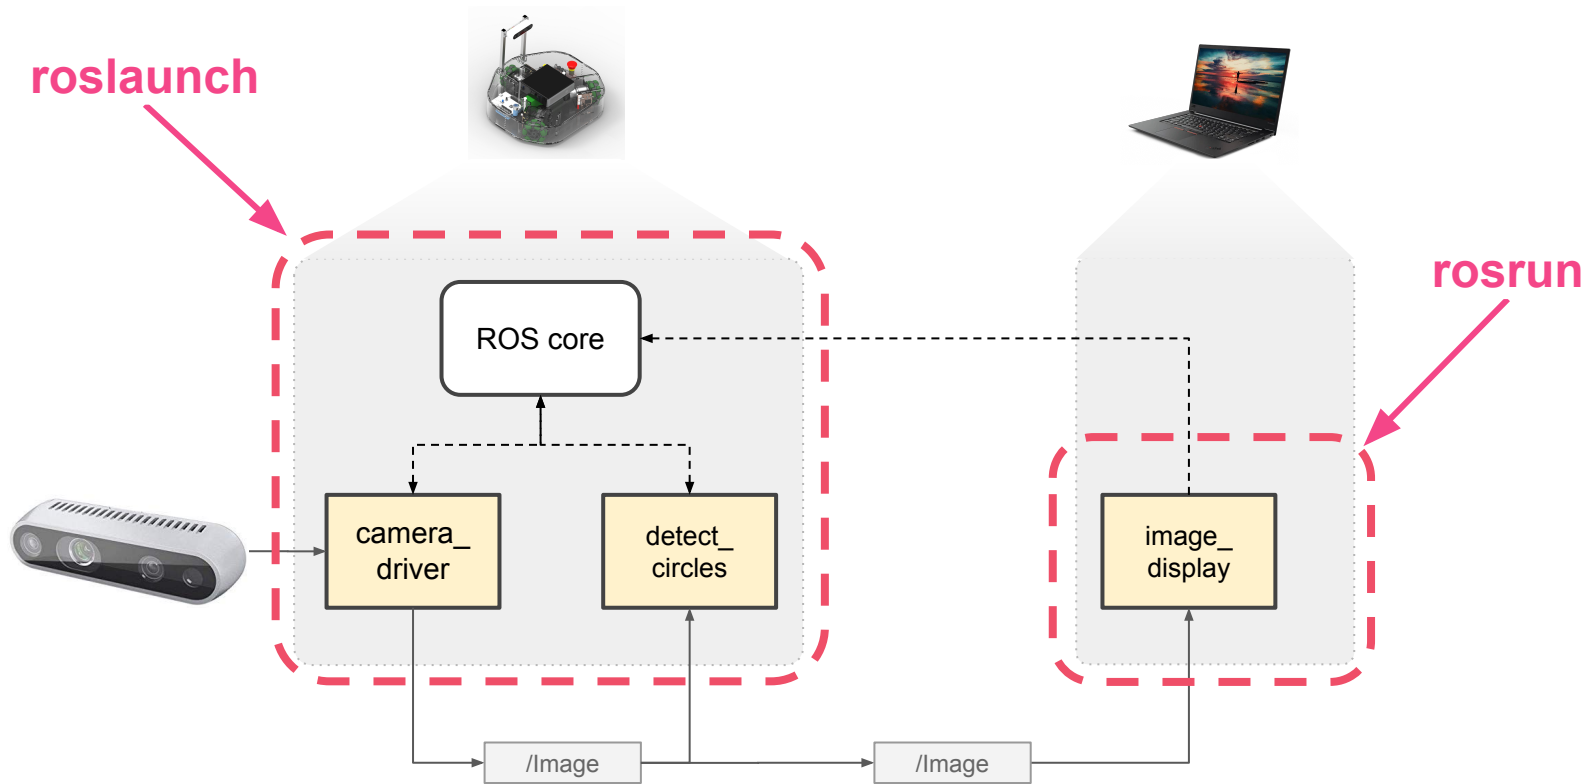 roslaunch
rosrun
ROS core
camera_
driver
detect_
circles
image_
display
/Image
/Image